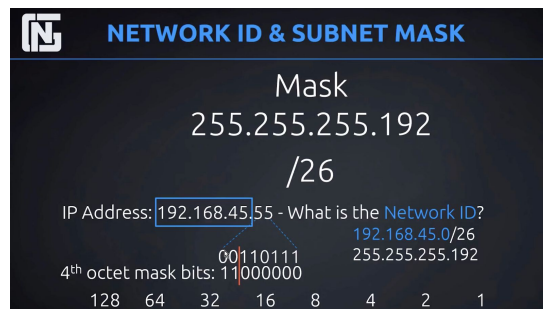 NG
NETWORK ID & SUBNET MASK
Mask
255.255.255.192
/26
IP Address: 192.168.45.55 - What is the Network ID?
192.168.45.0/26
00110111
255.255.255.192
4th octet mask bits: 11000000
128 64 32 16 8 4 2 1